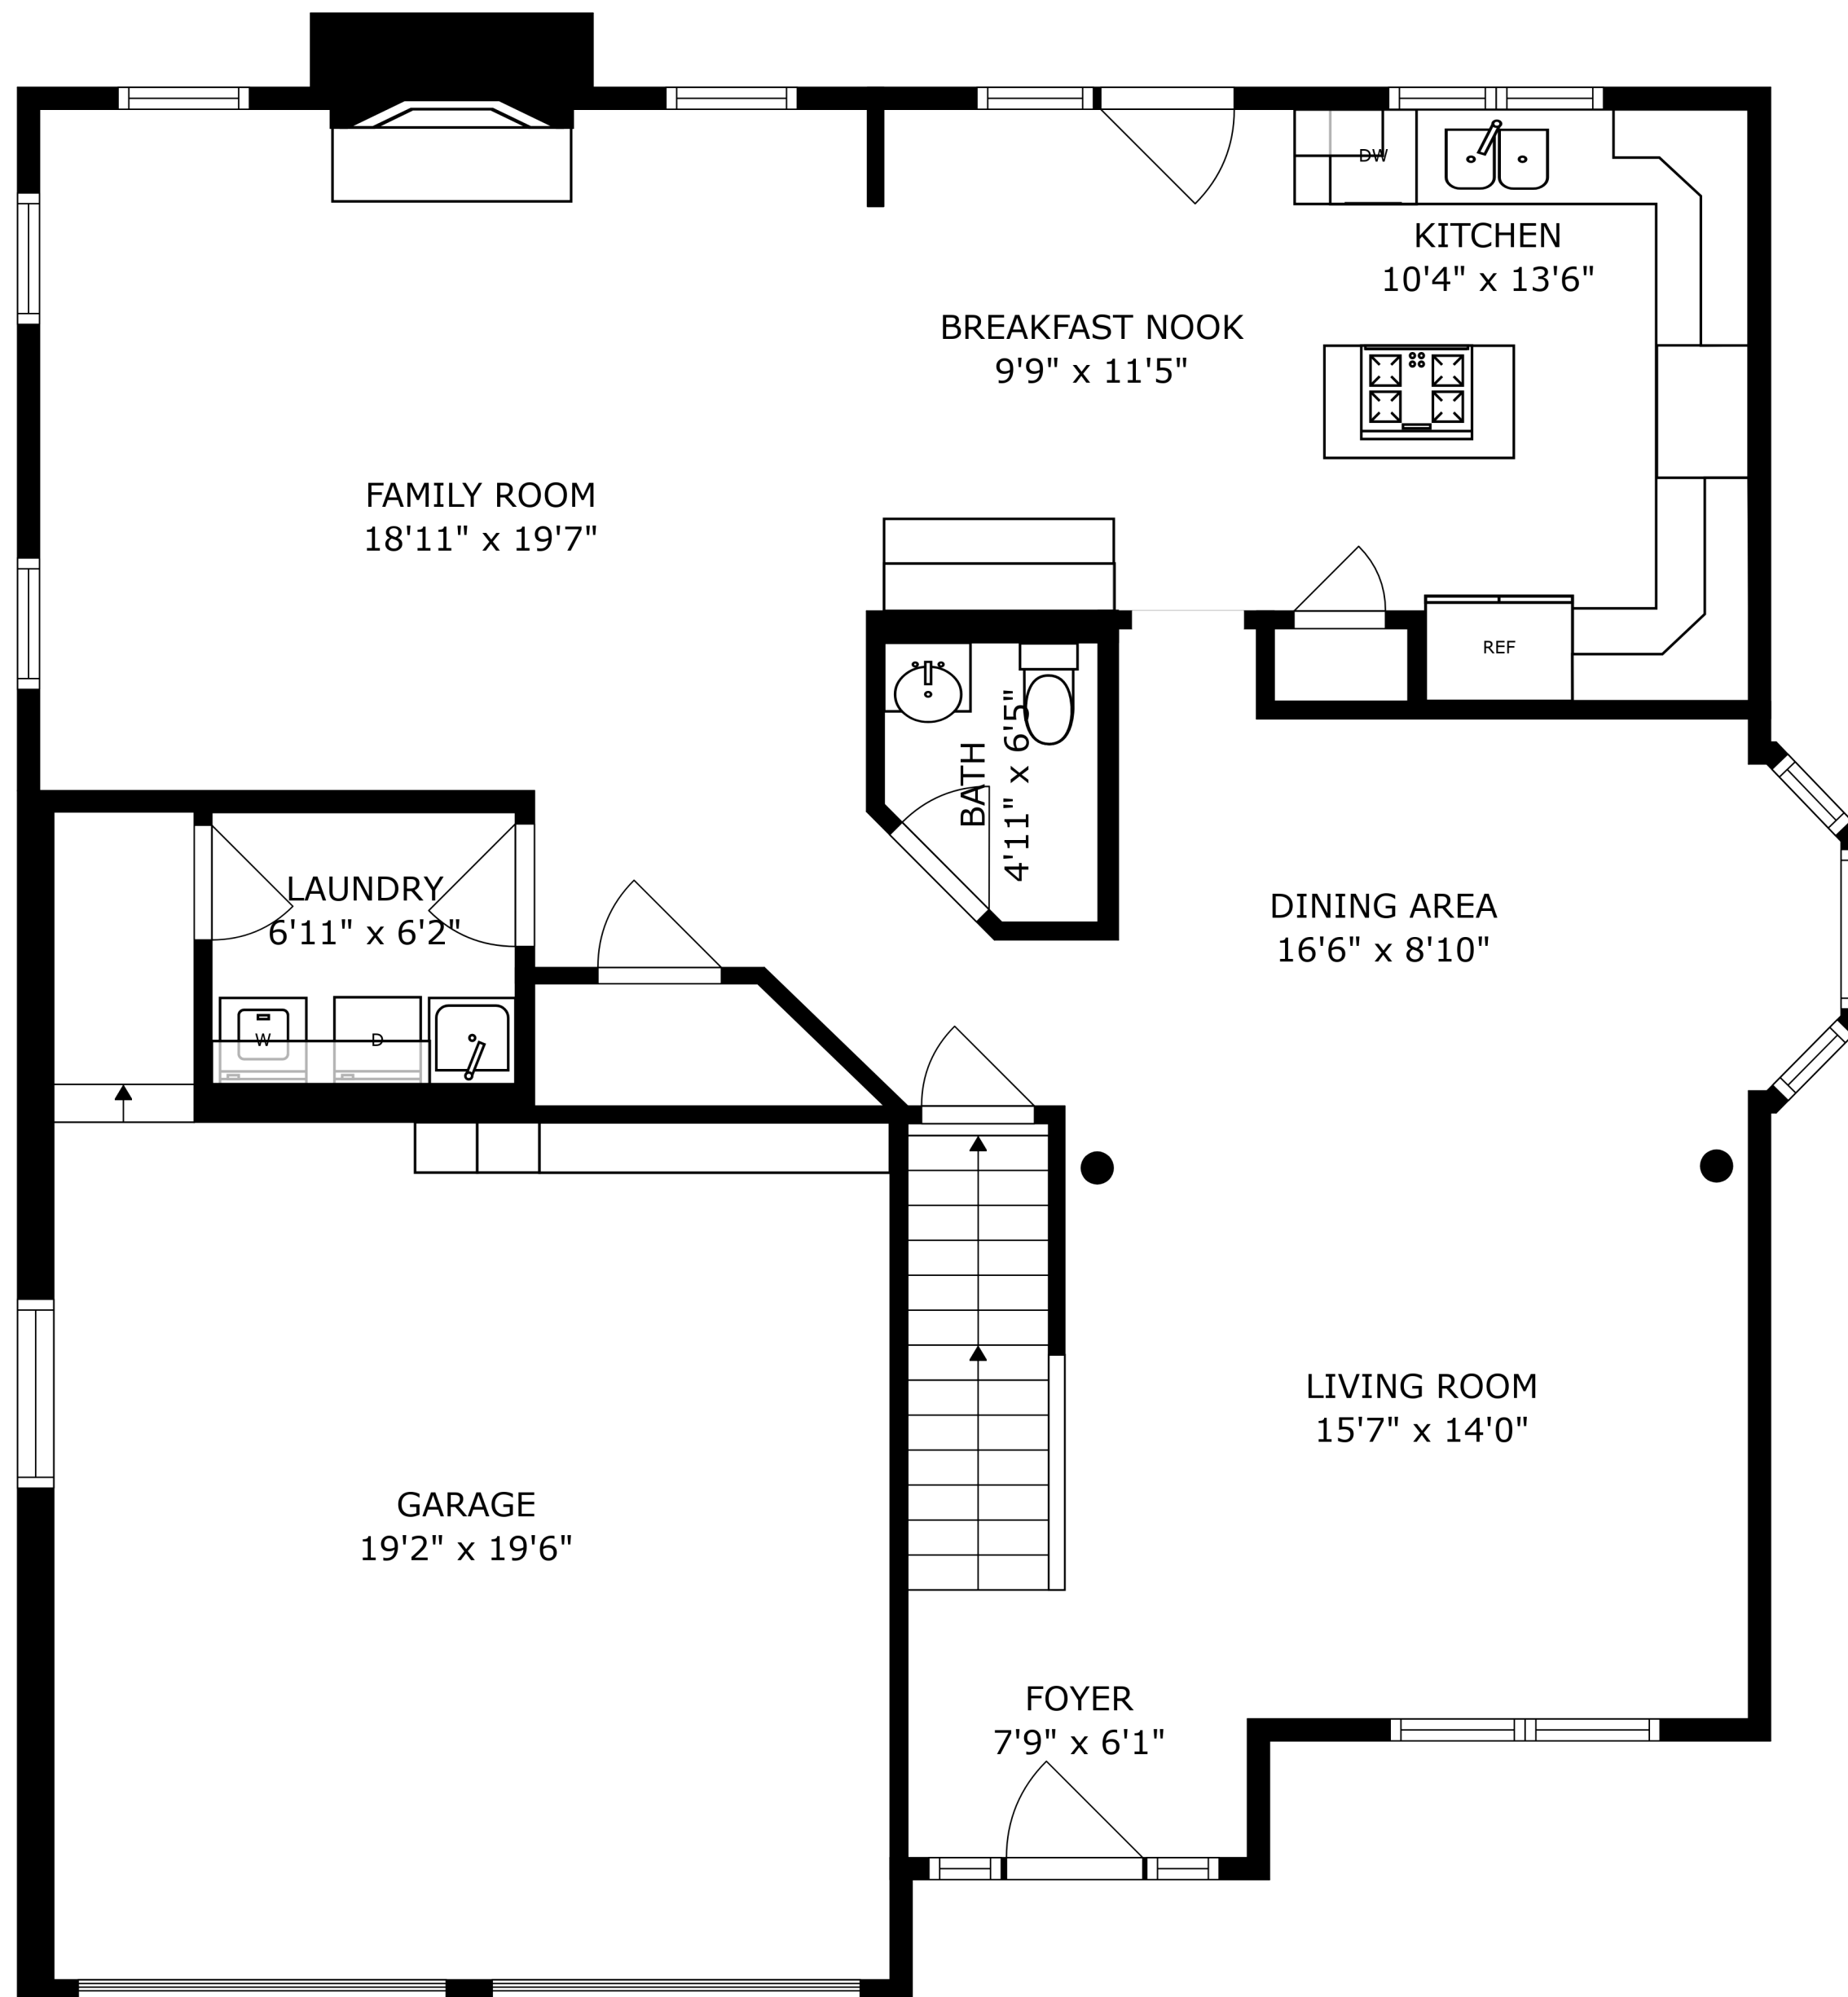 DW
KITCHEN
10'4" x 13'6"
BREAKFAST NOOK
9'9" x 11'5"
FAMILY ROOM
18'11" x 19'7"
REF
BATH
4'11" x 6'5"
LAUNDRY
6'11" x 6'2"
DINING AREA
16'6" x 8'10"
W
D
LIVING ROOM
15'7" x 14'0"
GARAGE
19'2" x 19'6"
FOYER
7'9" x 6'1"